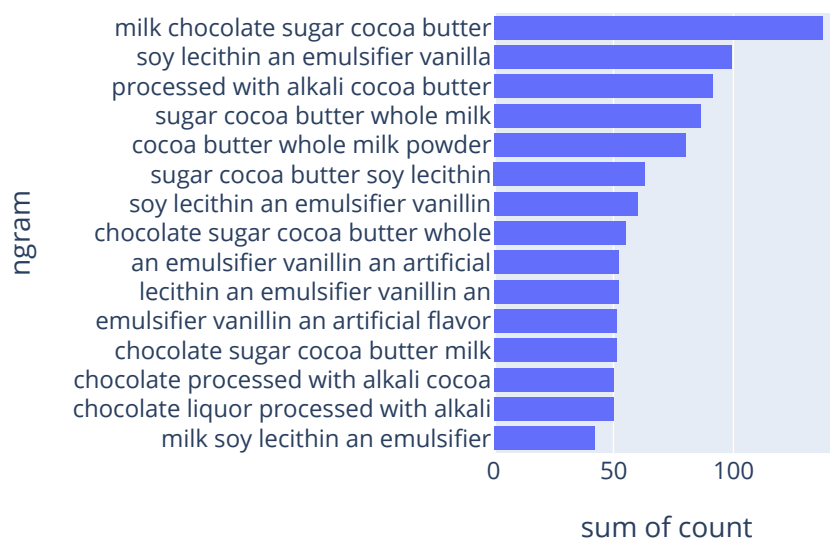 milk chocolate sugar cocoa butter
soy lecithin an emulsifier vanilla
processed with alkali cocoa butter
sugar cocoa butter whole milk
cocoa butter whole milk powder
sugar cocoa butter soy lecithin
soy lecithin an emulsifier vanillin
chocolate sugar cocoa butter whole
an emulsifier vanillin an artificial
lecithin an emulsifier vanillin an
emulsifier vanillin an artificial flavor
chocolate sugar cocoa butter milk
chocolate processed with alkali cocoa
chocolate liquor processed with alkali
milk soy lecithin an emulsifier
ngram
0 50 100
sum of count